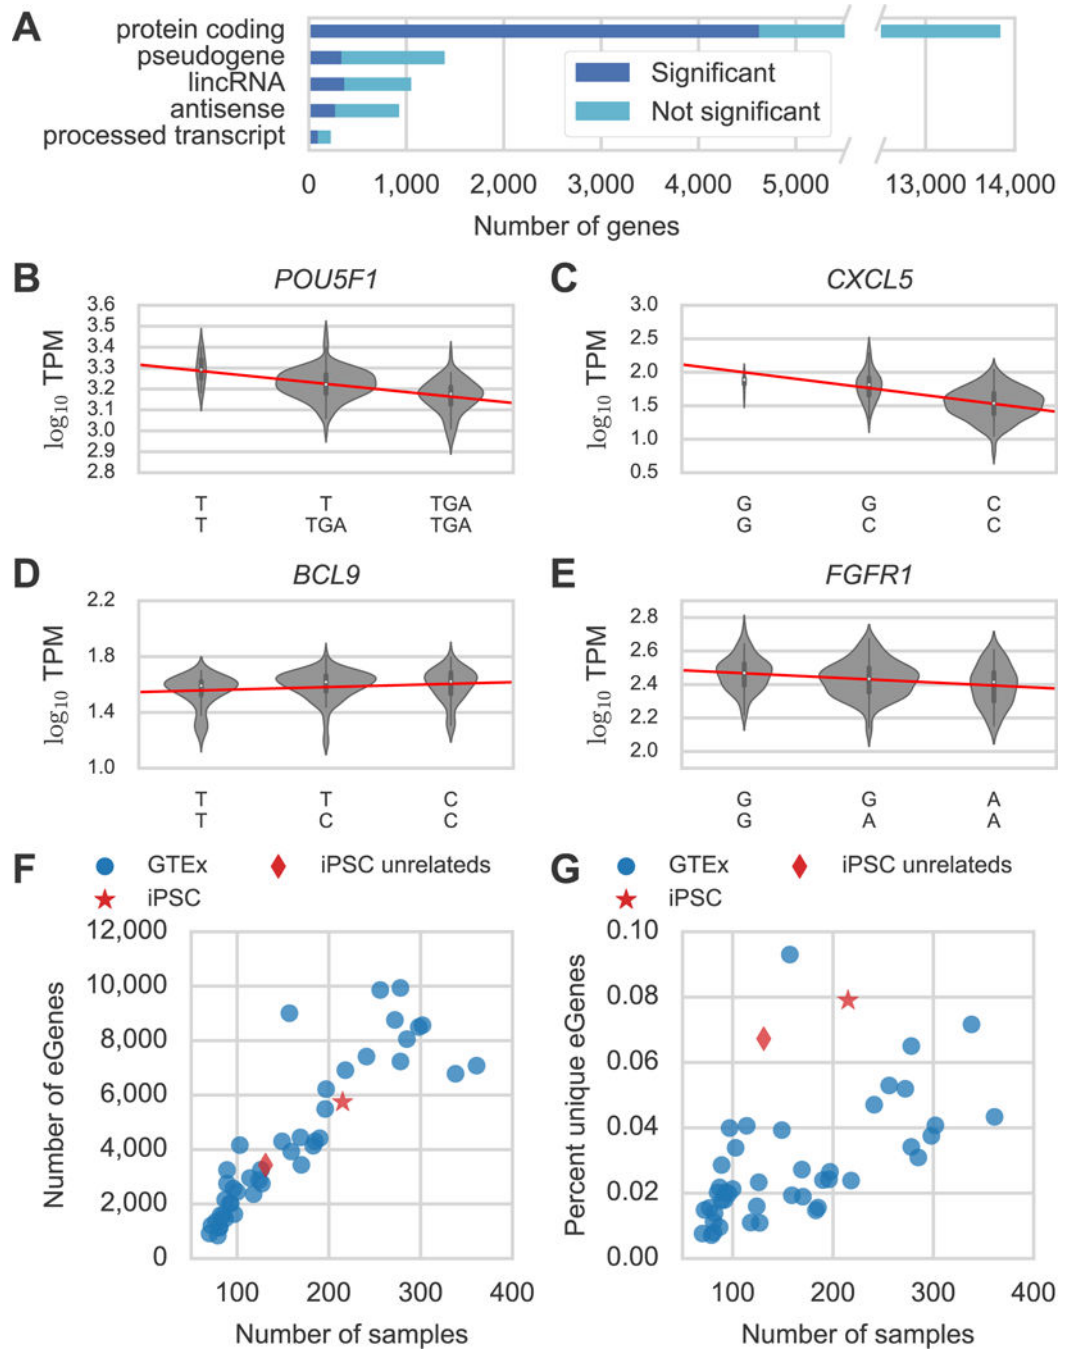 A
protein coding
pseudogene
lincRNA
antisense
processed transcript
Significant
Not significant
0 1,000 2,000 3,000 4,000 5,000 13,000 14,000
Number of genes
B
POU5F1
log10 TPM
3.6
3.5
3.4
3.3
3.2
3.1
3.0
2.9
2.8
T T TGA
T TGA TGA
C
CXCL5
log10 TPM
3.0
2.5
2.0
1.5
1.0
0.5
G G C
G C C
D
BCL9
log10 TPM
2.2
1.8
1.4
1.0
T T C
T C C
E
FGFR1
log10 TPM
2.8
2.6
2.4
2.2
2.0
G G A
G A A
F
GTEx iPSC unrelateds
iPSC
Number of eGenes
12,000
10,000
8,000
6,000
4,000
2,000
0
100 200 300 400
Number of samples
G
GTEx iPSC unrelateds
iPSC
Percent unique eGenes
0.10
0.08
0.06
0.04
0.02
0.00
100 200 300 400
Number of samples